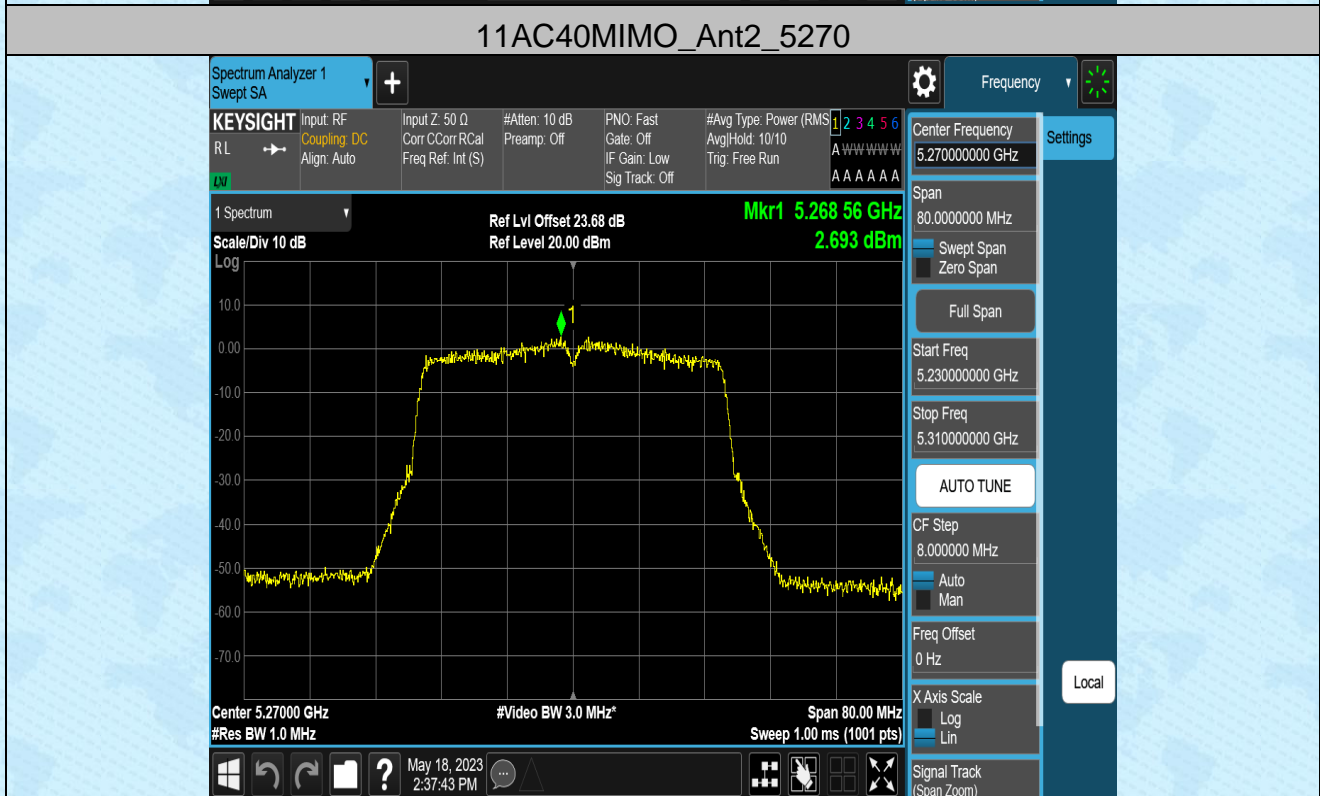 11AC40MIMO_Ant2_5270
Spectrum Analyzer 1
Swept SA
+
Frequency
KEYSIGHT
RL
LXI
Input: RF
Coupling: DC
Align: Auto
Input Z: 50 Ω
Corr CCorr RCal
Freq Ref: Int (S)
#Atten: 10 dB
Preamp: Off
PNO: Fast
Gate: Off
IF Gain: Low
Sig Track: Off
#Avg Type: Power (RMS
Avg|Hold: 10/10
Trig: Free Run
1 2 3 4 5 6
A W W W W W
A A A A A A
1 Spectrum
Scale/Div 10 dB
Ref Lvl Offset 23.68 dB
Ref Level 20.00 dBm
Mkr1 5.268 56 GHz
2.693 dBm
Log
10.0
0.00
-10.0
-20.0
-30.0
-40.0
-50.0
-60.0
-70.0
1
Center 5.27000 GHz
#Res BW 1.0 MHz
#Video BW 3.0 MHz*
Span 80.00 MHz
Sweep 1.00 ms (1001 pts)
Center Frequency
5.270000000 GHz
Settings
Span
80.0000000 MHz
Swept Span
Zero Span
Full Span
Start Freq
5.230000000 GHz
Stop Freq
5.310000000 GHz
AUTO TUNE
CF Step
8.000000 MHz
Auto
Man
Freq Offset
0 Hz
X Axis Scale
Log
Lin
Local
Signal Track
(Span Zoom)
?
May 18, 2023
2:37:43 PM